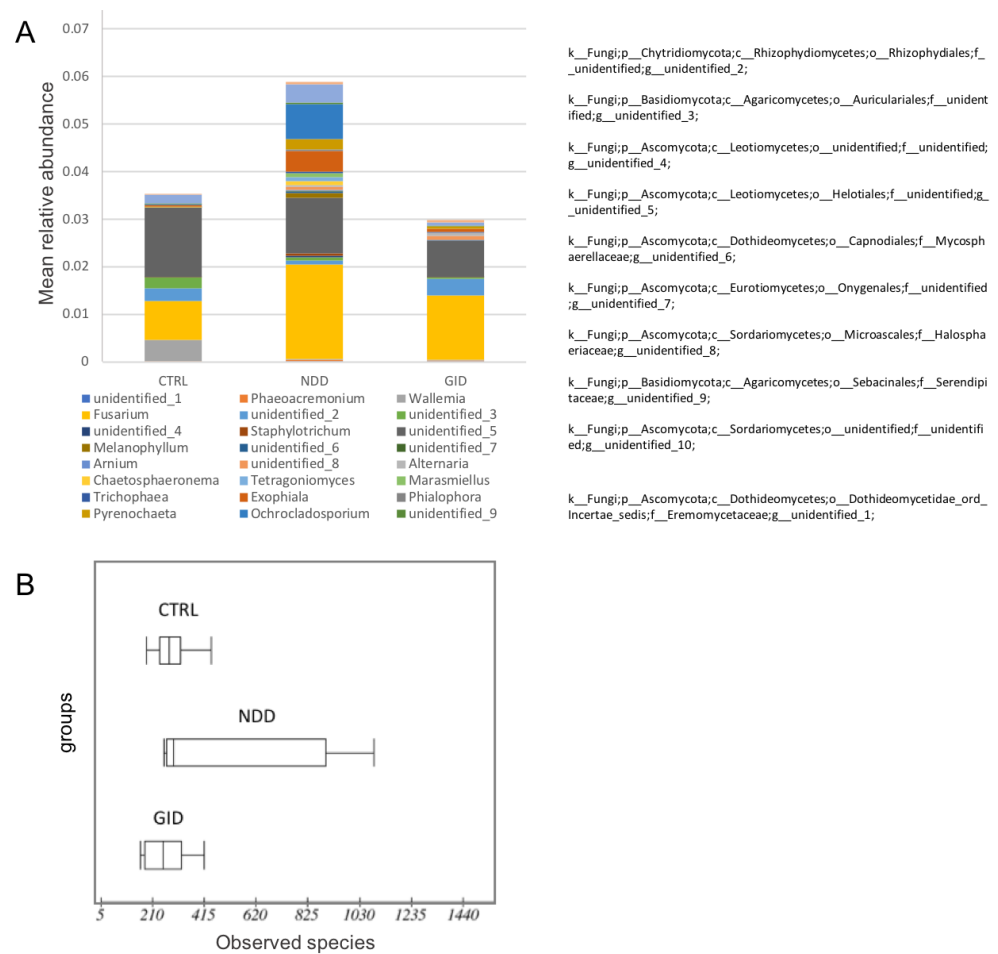 A
0.07
0.06
0.05
0.04
0.03
0.02
0.01
0
Mean relative abundance
CTRL NDD GID
unidentified_1 Phaeoacremonium Wallemia
Fusarium unidentified_2 unidentified_3
unidentified_4 Staphylotrichum unidentified_5
Melanophyllum unidentified_6 unidentified_7
Arnium unidentified_8 Alternaria
Chaetosphaeronema Tetragoniomyces Marasmiellus
Trichophaea Exophiala Phialophora
Pyrenochaeta Ochrocladosporium unidentified_9
k__Fungi;p__Chytridiomycota;c__Rhizophydiomycetes;o__Rhizophydiales;f_
_unidentified;g__unidentified_2;
k__Fungi;p__Basidiomycota;c__Agaricomycetes;o__Auriculariales;f__unident
ified;g__unidentified_3;
k__Fungi;p__Ascomycota;c__Leotiomycetes;o__unidentified;f__unidentified;
g__unidentified_4;
k__Fungi;p__Ascomycota;c__Leotiomycetes;o__Helotiales;f__unidentified;g_
_unidentified_5;
k__Fungi;p__Ascomycota;c__Dothideomycetes;o__Capnodiales;f__Mycosph
aerellaceae;g__unidentified_6;
k__Fungi;p__Ascomycota;c__Eurotiomycetes;o__Onygenales;f__unidentified
;g__unidentified_7;
k__Fungi;p__Ascomycota;c__Sordariomycetes;o__Microascales;f__Halospha
eriaceae;g__unidentified_8;
k__Fungi;p__Basidiomycota;c__Agaricomycetes;o__Sebacinales;f__Serendipi
taceae;g__unidentified_9;
k__Fungi;p__Ascomycota;c__Sordariomycetes;o__unidentified;f__unidentifi
ed;g__unidentified_10;
k__Fungi;p__Ascomycota;c__Dothideomycetes;o__Dothideomycetidae_ord_
Incertae_sedis;f__Eremomycetaceae;g__unidentified_1;
B
groups
CTRL
NDD
GID
5 210 415 620 825 1030 1235 1440
Observed species